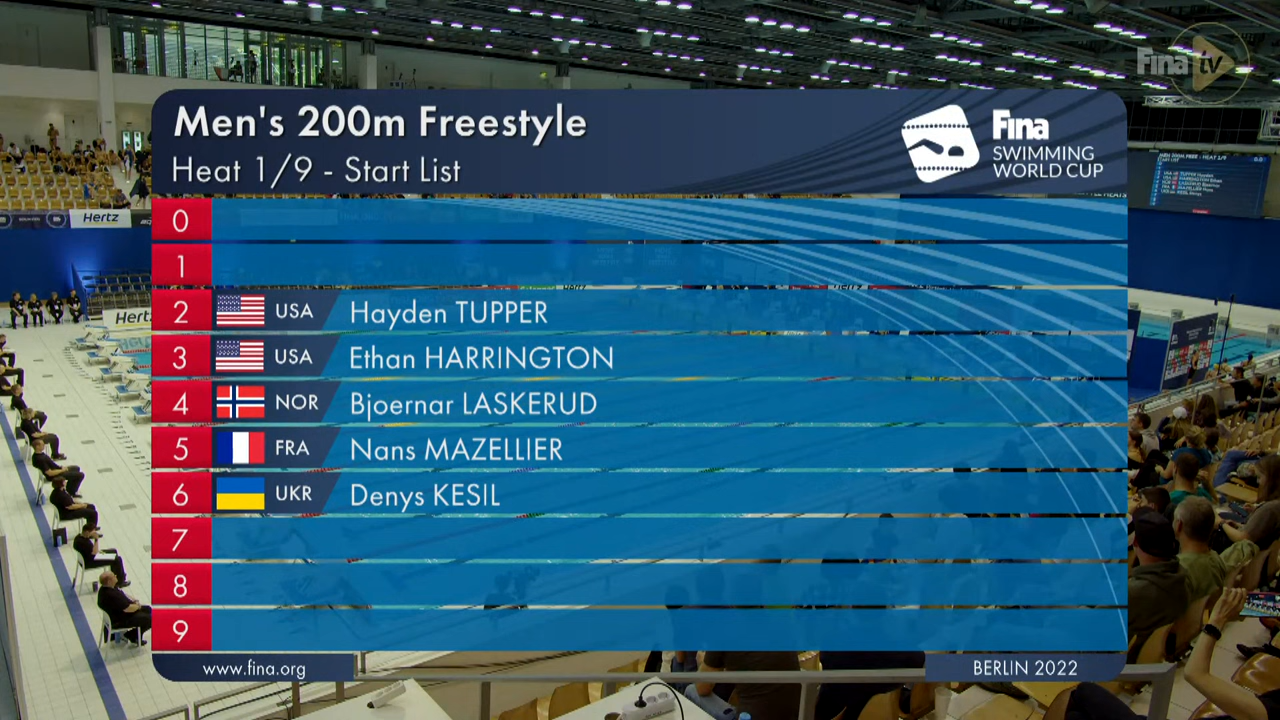 Fina tv
Men's 200m Freestyle
Heat 1/9 - Start List
Fina
SWIMMING
WORLD CUP
0
1
2 USA Hayden TUPPER
3 USA Ethan HARRINGTON
4 NOR Bjoernar LASKERUD
5 FRA Nans MAZELLIER
6 UKR Denys KESIL
7
8
9
www.fina.org
BERLIN 2022
Hertz
Hertz